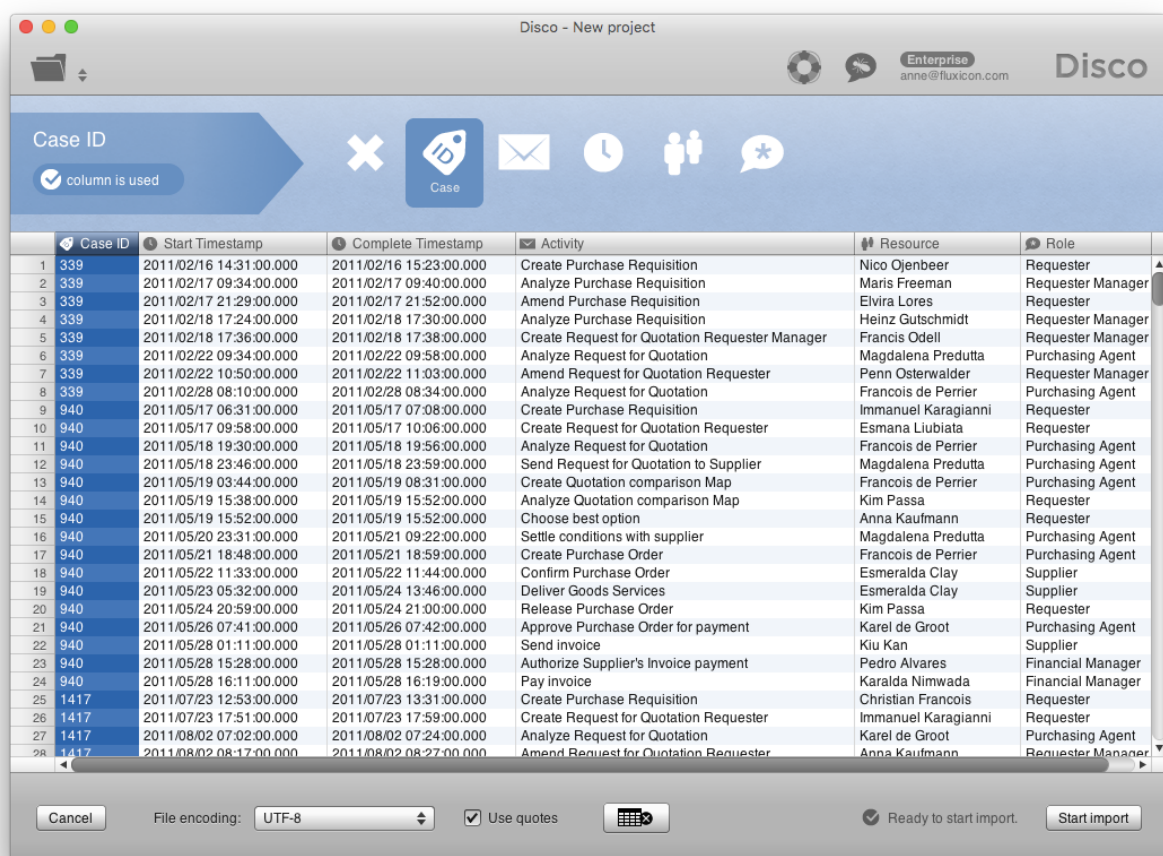 Disco - New project
Enterprise
anne@fluxicon.com
Disco
Case ID
column is used
ID
Case
Case ID Start Timestamp Complete Timestamp Activity Resource Role
1 339 2011/02/16 14:31:00.000 2011/02/16 15:23:00.000 Create Purchase Requisition Nico Ojenbeer Requester
2 339 2011/02/17 09:34:00.000 2011/02/17 09:40:00.000 Analyze Purchase Requisition Maris Freeman Requester Manager
3 339 2011/02/17 21:29:00.000 2011/02/17 21:52:00.000 Amend Purchase Requisition Elvira Lores Requester
4 339 2011/02/18 17:24:00.000 2011/02/18 17:30:00.000 Analyze Purchase Requisition Heinz Gutschmidt Requester Manager
5 339 2011/02/18 17:36:00.000 2011/02/18 17:38:00.000 Create Request for Quotation Requester Manager Francis Odell Requester Manager
6 339 2011/02/22 09:34:00.000 2011/02/22 09:58:00.000 Analyze Request for Quotation Magdalena Predutta Purchasing Agent
7 339 2011/02/22 10:50:00.000 2011/02/22 11:03:00.000 Amend Request for Quotation Requester Penn Osterwalder Requester Manager
8 339 2011/02/28 08:10:00.000 2011/02/28 08:34:00.000 Analyze Request for Quotation Francois de Perrier Purchasing Agent
9 940 2011/05/17 06:31:00.000 2011/05/17 07:08:00.000 Create Purchase Requisition Immanuel Karagianni Requester
10 940 2011/05/17 09:58:00.000 2011/05/17 10:06:00.000 Create Request for Quotation Requester Esmana Liubiata Requester
11 940 2011/05/18 19:30:00.000 2011/05/18 19:56:00.000 Analyze Request for Quotation Francois de Perrier Purchasing Agent
12 940 2011/05/18 23:46:00.000 2011/05/18 23:59:00.000 Send Request for Quotation to Supplier Magdalena Predutta Purchasing Agent
13 940 2011/05/19 03:44:00.000 2011/05/19 08:31:00.000 Create Quotation comparison Map Francois de Perrier Purchasing Agent
14 940 2011/05/19 15:38:00.000 2011/05/19 15:52:00.000 Analyze Quotation comparison Map Kim Passa Requester
15 940 2011/05/19 15:52:00.000 2011/05/19 15:52:00.000 Choose best option Anna Kaufmann Requester
16 940 2011/05/20 23:31:00.000 2011/05/21 09:22:00.000 Settle conditions with supplier Magdalena Predutta Purchasing Agent
17 940 2011/05/21 18:48:00.000 2011/05/21 18:59:00.000 Create Purchase Order Francois de Perrier Purchasing Agent
18 940 2011/05/22 11:33:00.000 2011/05/22 11:44:00.000 Confirm Purchase Order Esmeralda Clay Supplier
19 940 2011/05/23 05:32:00.000 2011/05/24 13:46:00.000 Deliver Goods Services Esmeralda Clay Supplier
20 940 2011/05/24 20:59:00.000 2011/05/24 21:00:00.000 Release Purchase Order Kim Passa Requester
21 940 2011/05/26 07:41:00.000 2011/05/26 07:42:00.000 Approve Purchase Order for payment Karel de Groot Purchasing Agent
22 940 2011/05/28 01:11:00.000 2011/05/28 01:11:00.000 Send invoice Kiu Kan Supplier
23 940 2011/05/28 15:28:00.000 2011/05/28 15:28:00.000 Authorize Supplier's Invoice payment Pedro Alvares Financial Manager
24 940 2011/05/28 16:11:00.000 2011/05/28 16:19:00.000 Pay invoice Karalda Nimwada Financial Manager
25 1417 2011/07/23 12:53:00.000 2011/07/23 13:31:00.000 Create Purchase Requisition Christian Francois Requester
26 1417 2011/07/23 17:51:00.000 2011/07/23 17:59:00.000 Create Request for Quotation Requester Immanuel Karagianni Requester
27 1417 2011/08/02 07:02:00.000 2011/08/02 07:24:00.000 Analyze Request for Quotation Karel de Groot Purchasing Agent
28 1417 2011/08/02 08:17:00.000 2011/08/02 08:27:00.000 Amend Request for Quotation Requester Anna Kaufmann Requester Manager
Cancel File encoding: UTF-8 Use quotes Ready to start import. Start import